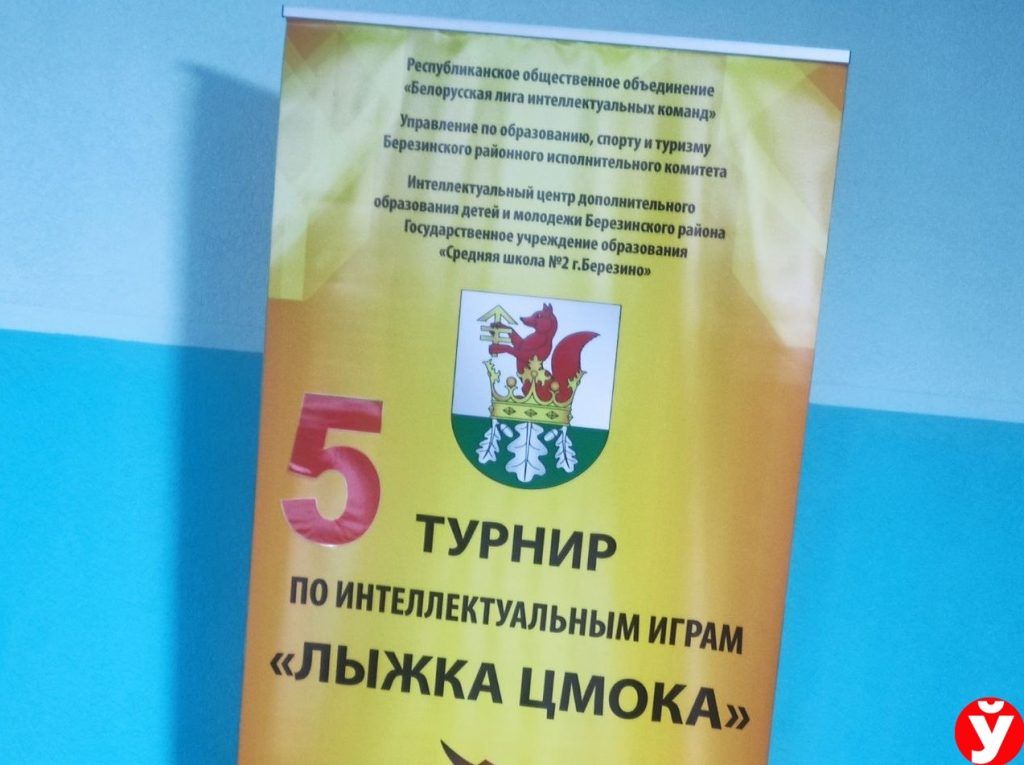 Республиканское общественное объединение
«Белорусская лига интеллектуальных команд»
Управление по образованию, спорту и туризму
Березинского районного исполнительного комитета
Интеллектуальный центр дополнительного
образования детей и молодежи Березинского района
Государственное учреждение образования
«Средняя школа №2 г.Березино»
5
ТУРНИР
ПО ИНТЕЛЛЕКТУАЛЬНЫМ ИГРАМ
«ЛЫЖКА ЦМОКА»
Ў